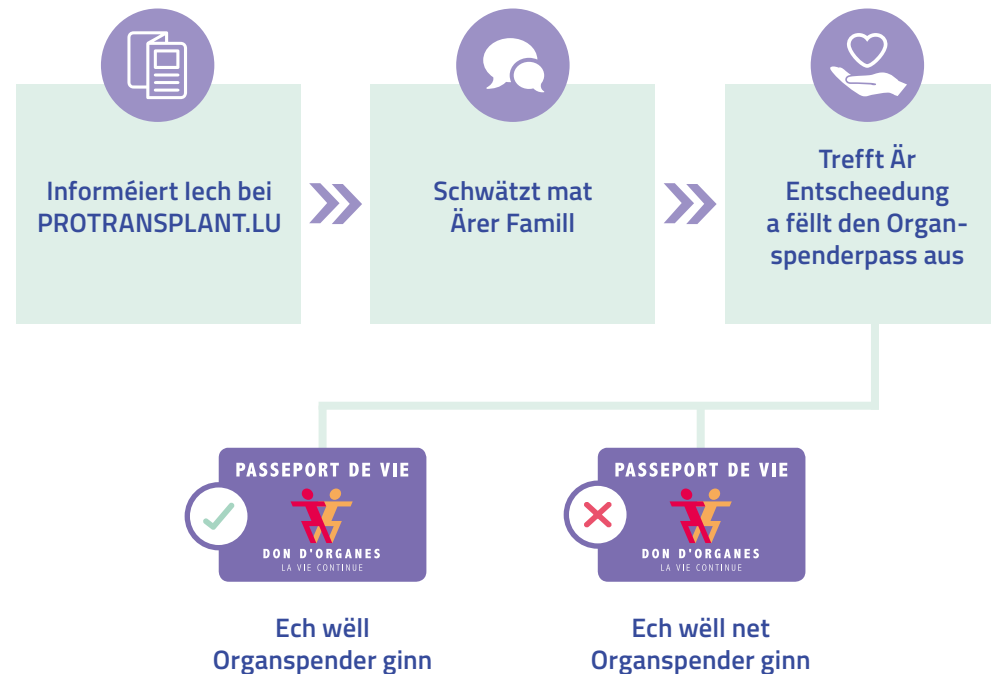 Informéiert Iech bei
PROTRANSPLANT.LU
Schwätzt mat
Ärer Famill
Trefft Är
Entscheedung
a fëllt den Organ-
spenderpass aus
PASSEPORT DE VIE
DON D'ORGANES
LA VIE CONTINUE
Ech wëll
Organspender ginn
PASSEPORT DE VIE
DON D'ORGANES
LA VIE CONTINUE
Ech wëll net
Organspender ginn